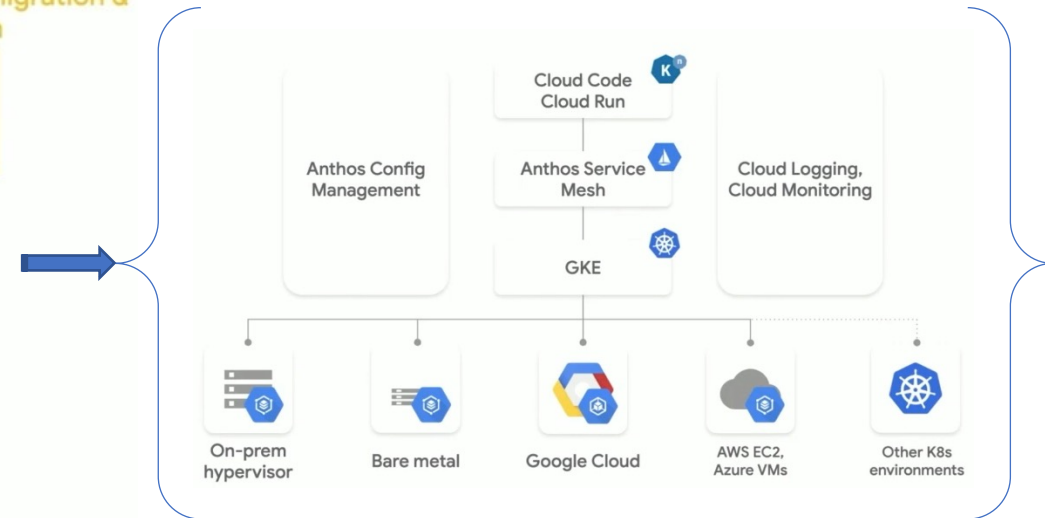 Cloud Code
Cloud Run
K
n
Anthos Config
Management
Anthos Service
Mesh
Cloud Logging,
Cloud Monitoring
GKE
On-prem
hypervisor
Bare metal
Google Cloud
AWS EC2,
Azure VMs
Other K8s
environments